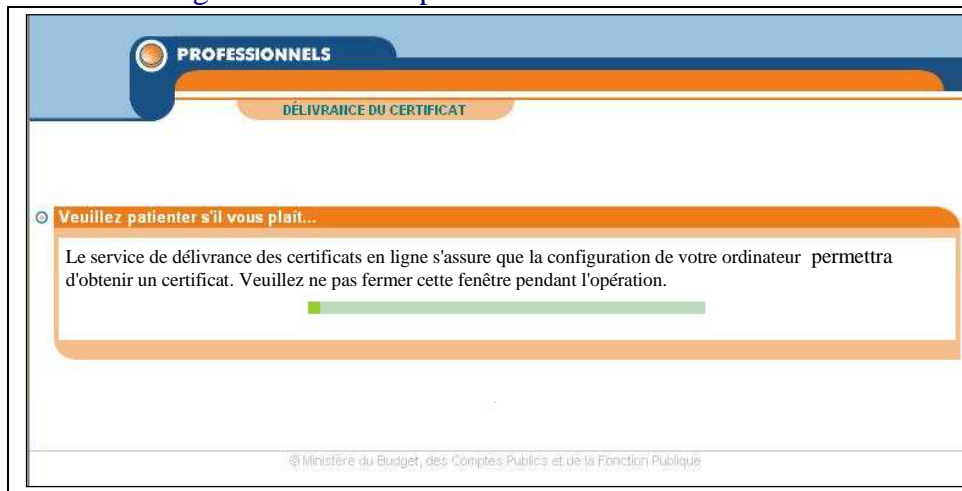 PROFESSIONNELS
DÉLIVRANCE DU CERTIFICAT
Veuillez patienter s'il vous plaît...
Le service de délivrance des certificats en ligne s'assure que la configuration de votre ordinateur permettra
d'obtenir un certificat. Veuillez ne pas fermer cette fenêtre pendant l'opération.
© Ministère du Budget, des Comptes Publics et de la Fonction Publique